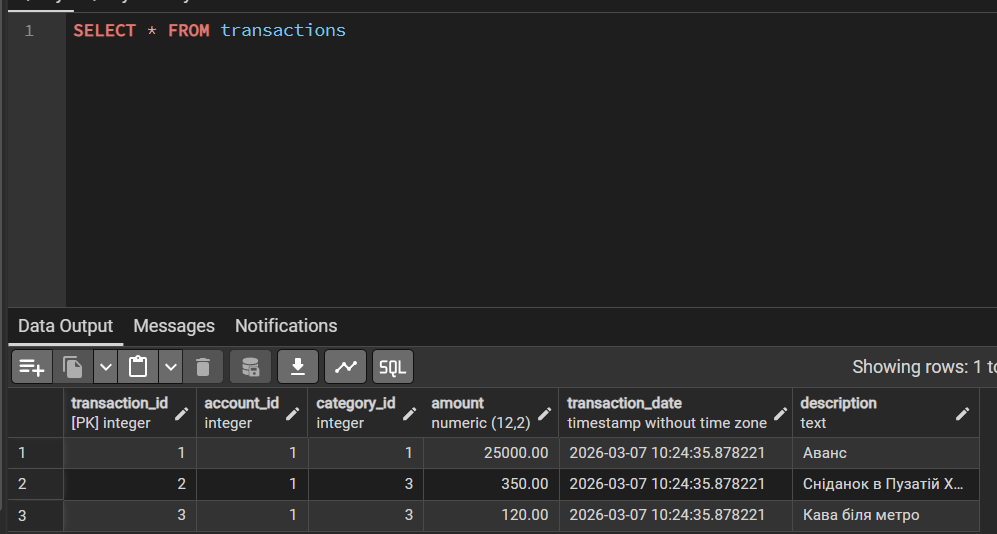 1 SELECT * FROM transactions
Data Output Messages Notifications
SQL Showing rows: 1
transaction_id account_id category_id amount transaction_date description
[PK] integer integer integer numeric (12,2) timestamp without time zone text
1 1 1 1 25000.00 2026-03-07 10:24:35.878221 Аванс
2 2 1 3 350.00 2026-03-07 10:24:35.878221 Сніданок в Пузатій Х...
3 3 1 3 120.00 2026-03-07 10:24:35.878221 Кава біля метро